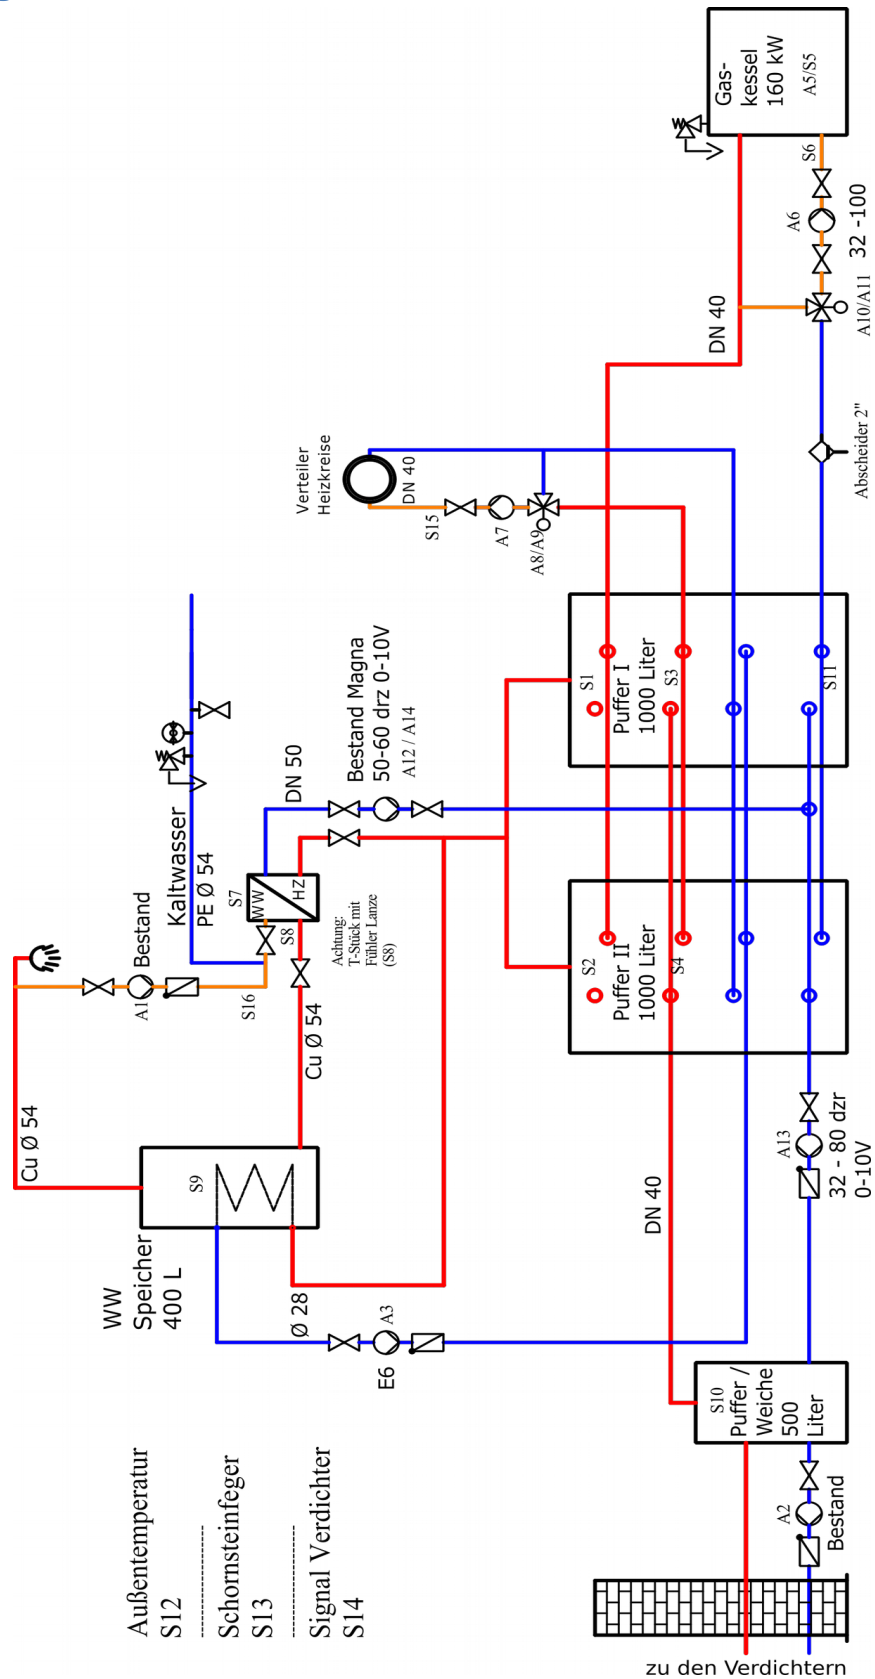 Gas-
kessel
160 kW
A5/S5
S6
A6
32 -100
A10/A11
DN 40
Abscheider 2"
Verteiler
Heizkreise
DN 40
S15
A7
A8/A9
Bestand Magna
50-60 drz 0-10V
A12 / A14
DN 50
Kaltwasser
PE Ø 54
S7
WW
HZ
S8
Achtung:
T-Stück mit
Fühler Lanze
(S8)
Bestand
A1
S16
Cu Ø 54
Cu Ø 54
S1
Puffer I
1000 Liter
S3
S11
S2
Puffer II
1000 Liter
S4
A13
32 - 80 dzr
0-10V
DN 40
S9
WW
Speicher
400 L
Ø 28
A3
E6
S10
Puffer /
Weiche
500
Liter
A2
Bestand
zu den Verdichtern
Außentemperatur
S12
Schornsteinfeger
S13
Signal Verdichter
S14